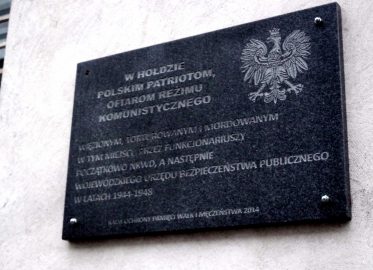 W HOŁDZIE
POLSKIM PATRIOTOM,
OFIAROM REŻIMU
KOMUNISTYCZNEGO
WIĘZIONYM, TORTUROWANYM I MORDOWANYM
W TYM MIEJSCU PRZEZ FUNKCJONARIUSZY
POCZĄTKOWO NKWD, A NASTĘPNIE
WOJEWÓDZKIEGO URZĘDU BEZPIECZEŃSTWA PUBLICZNEGO
W LATACH 1944-1948
RADA OCHRONY PAMIĘCI WALK I MĘCZEŃSTWA 2014